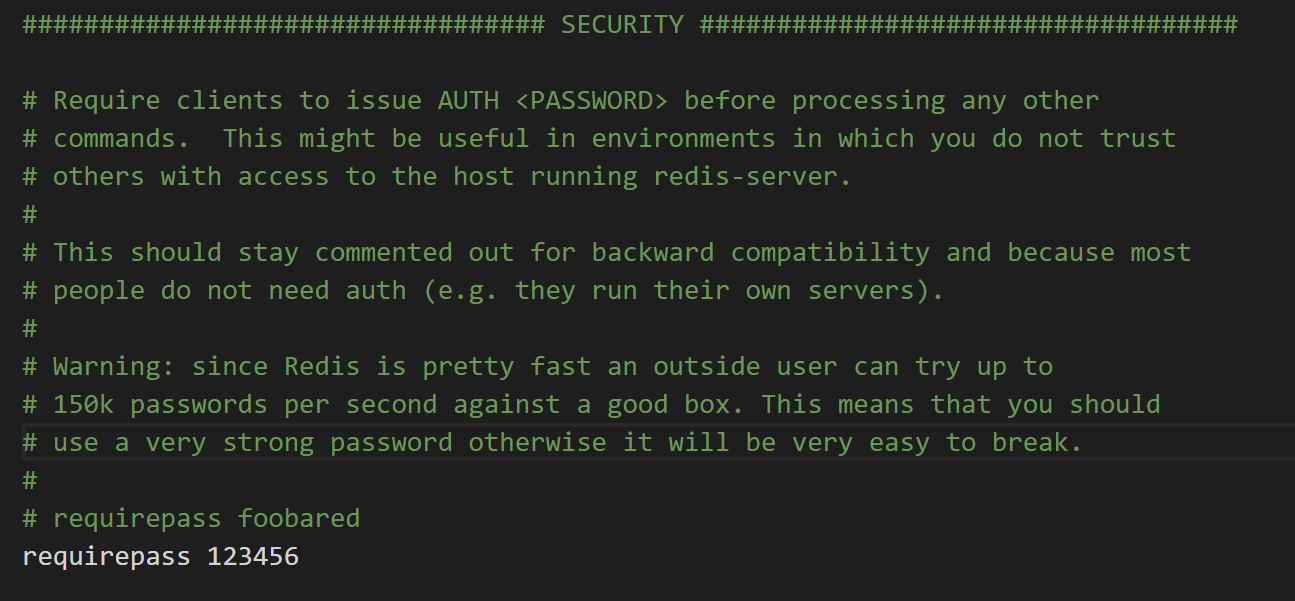 ################################## SECURITY ###################################

# Require clients to issue AUTH <PASSWORD> before processing any other
# commands.  This might be useful in environments in which you do not trust
# others with access to the host running redis-server.
#
# This should stay commented out for backward compatibility and because most
# people do not need auth (e.g. they run their own servers).
#
# Warning: since Redis is pretty fast an outside user can try up to
# 150k passwords per second against a good box. This means that you should
# use a very strong password otherwise it will be very easy to break.
#
# requirepass foobared
requirepass 123456